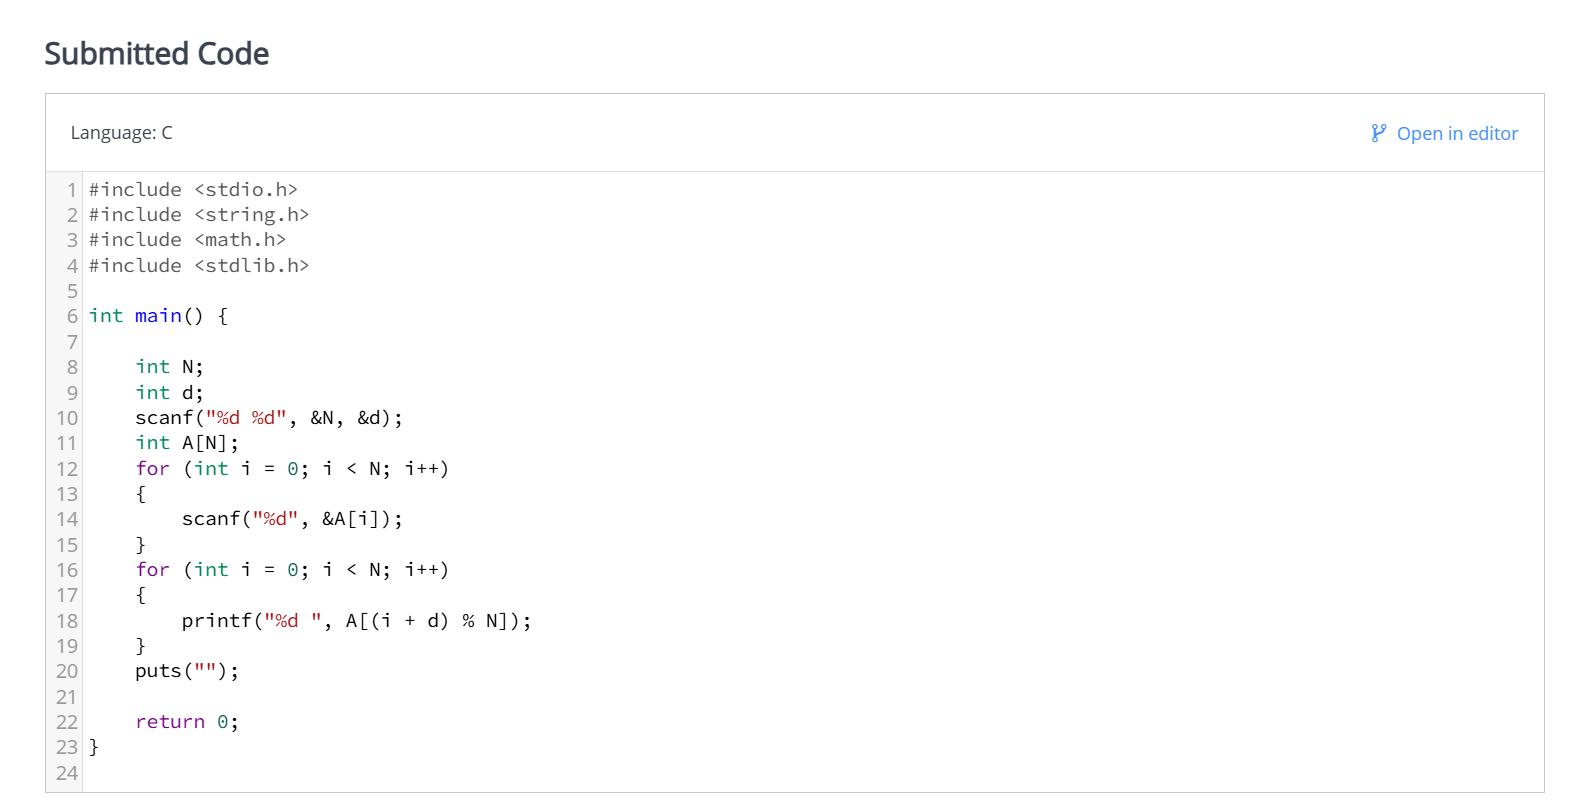 Submitted Code
Language: C
Open in editor
1 #include <stdio.h>
2 #include <string.h>
3 #include <math.h>
4 #include <stdlib.h>
5
6 int main() {
7
8     int N;
9     int d;
10     scanf("%d %d", &N, &d);
11     int A[N];
12     for (int i = 0; i < N; i++)
13     {
14         scanf("%d", &A[i]);
15     }
16     for (int i = 0; i < N; i++)
17     {
18         printf("%d ", A[(i + d) % N]);
19     }
20     puts("");
21
22     return 0;
23 }
24